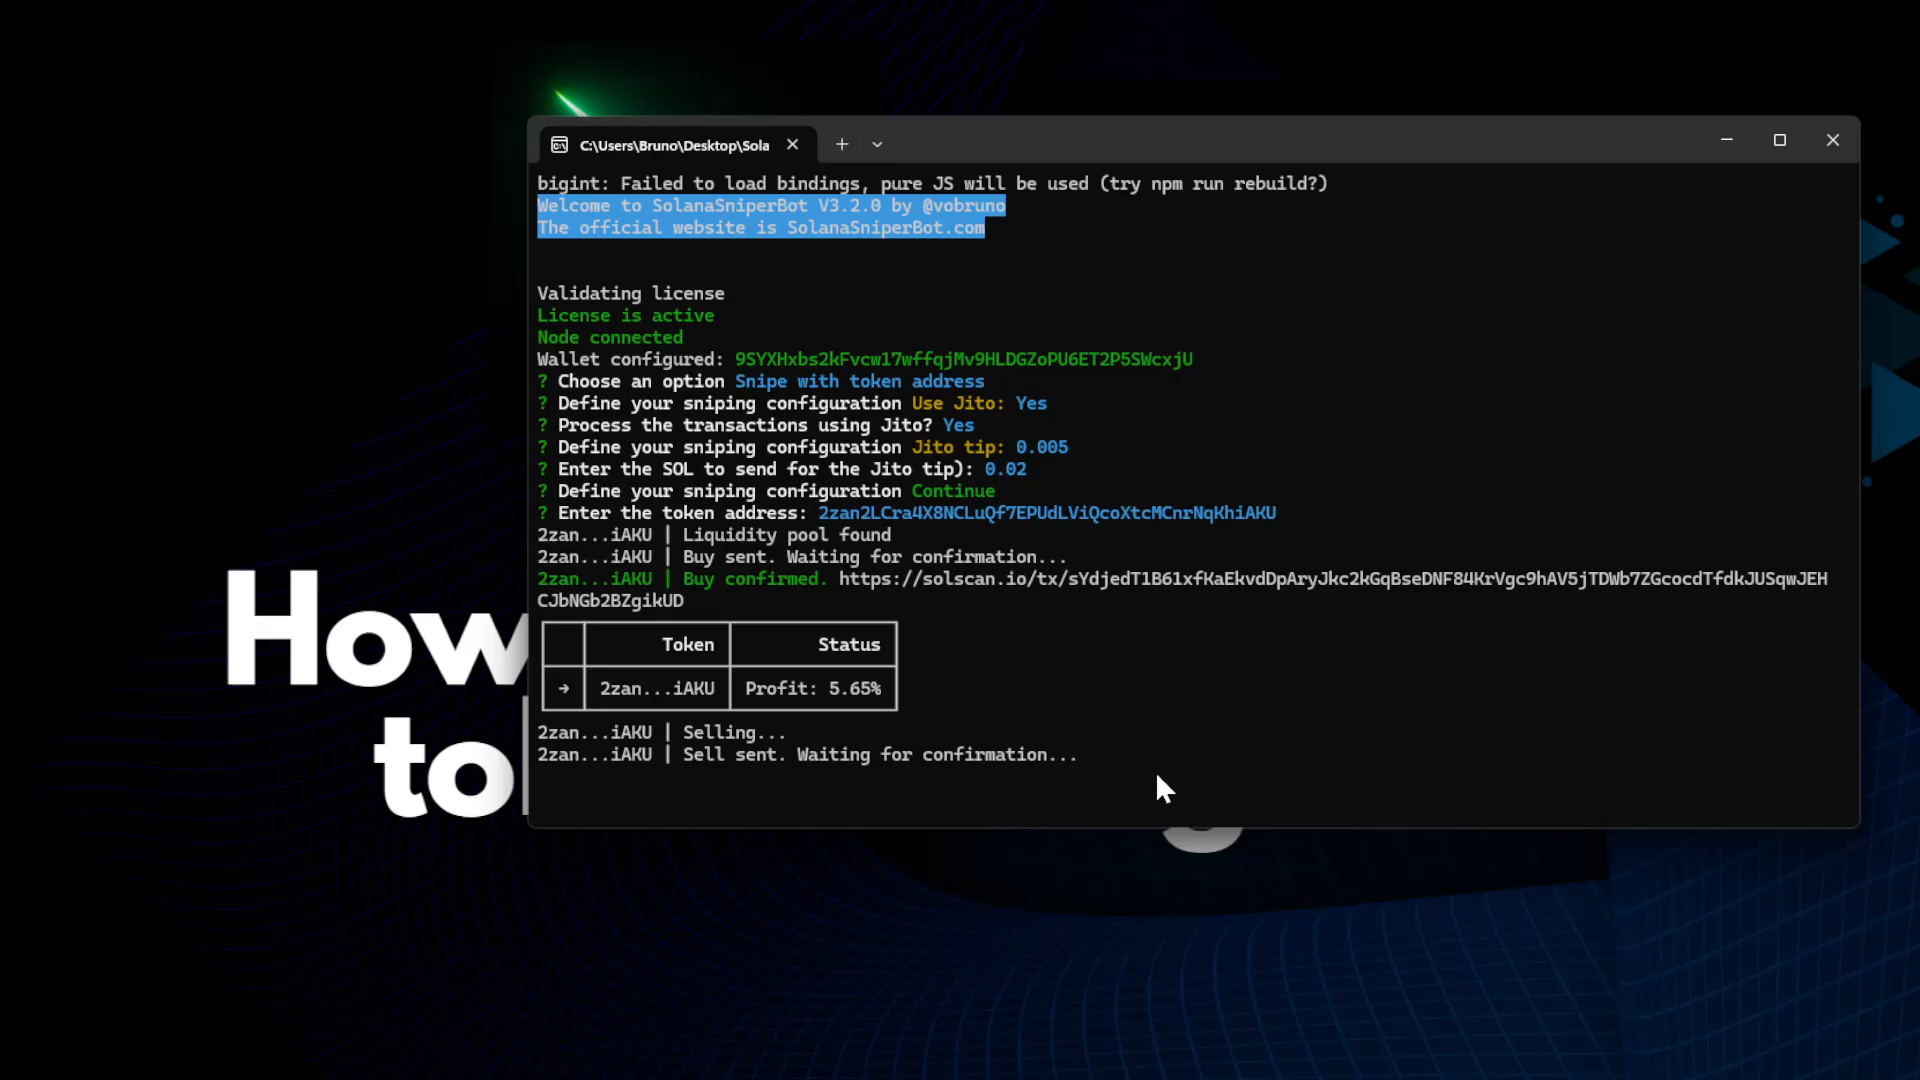 C:\Users\Bruno\Desktop\Sola
bigint: Failed to load bindings, pure JS will be used (try npm run rebuild?)
Welcome to SolanaSniperBot V3.2.0 by @vobruno
The official website is SolanaSniperBot.com
Validating license
License is active
Node connected
Wallet configured: 9SYXHxbs2kFvcw17wffqjMv9HLDGZoPU6ET2P5SWcxjU
? Choose an option Snipe with token address
? Define your sniping configuration Use Jito: Yes
? Process the transactions using Jito? Yes
? Define your sniping configuration Jito tip: 0.005
? Enter the SOL to send for the Jito tip): 0.02
? Define your sniping configuration Continue
? Enter the token address: 2zan2LCra4X8NCLuQf7EPUdLViQcoXtcMCnrNqKhiAKU
2zan...iAKU | Liquidity pool found
2zan...iAKU | Buy sent. Waiting for confirmation...
2zan...iAKU | Buy confirmed. https://solscan.io/tx/sYdjedT1B61xfKaEkvdDpAryJkc2kGqBseDNF84KrVgc9hAV5jTDWb7ZGcocdTfdkJUSqwJEH
CJbNGb2BZgikUD
Token Status
→ 2zan...iAKU Profit: 5.65%
2zan...iAKU | Selling...
2zan...iAKU | Sell sent. Waiting for confirmation...
How